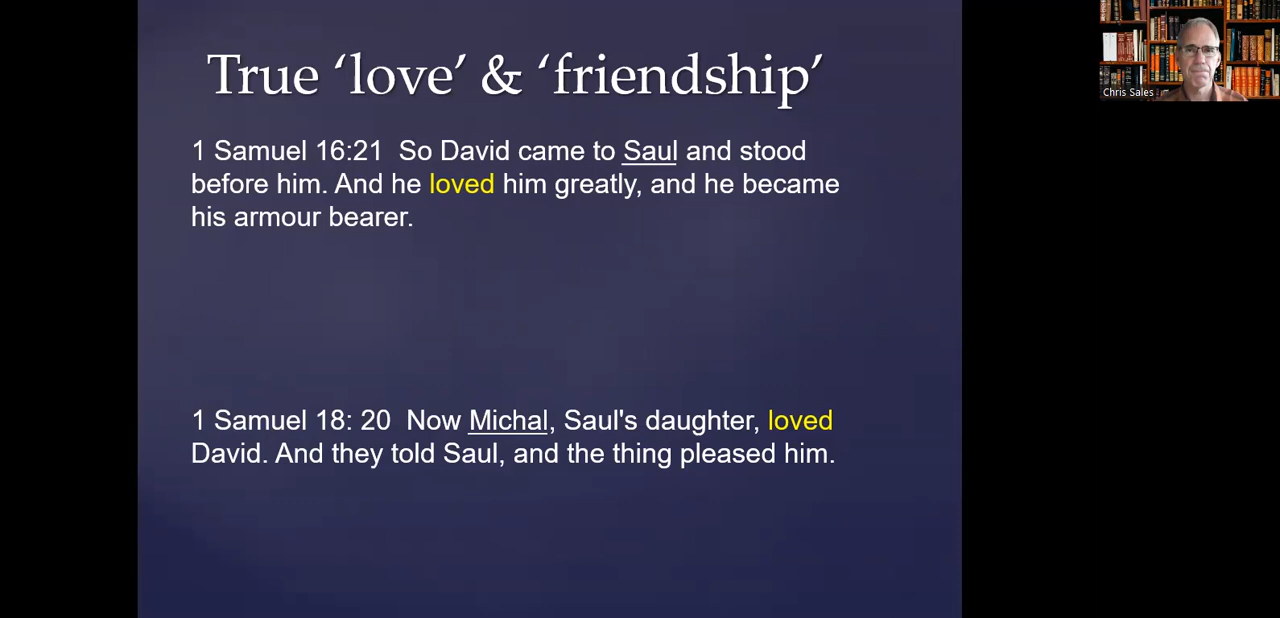 True ‘love’ & ‘friendship’
1 Samuel 16:21  So David came to Saul and stood
before him. And he loved him greatly, and he became
his armour bearer.
1 Samuel 18: 20  Now Michal, Saul's daughter, loved
David. And they told Saul, and the thing pleased him.
Chris Sales